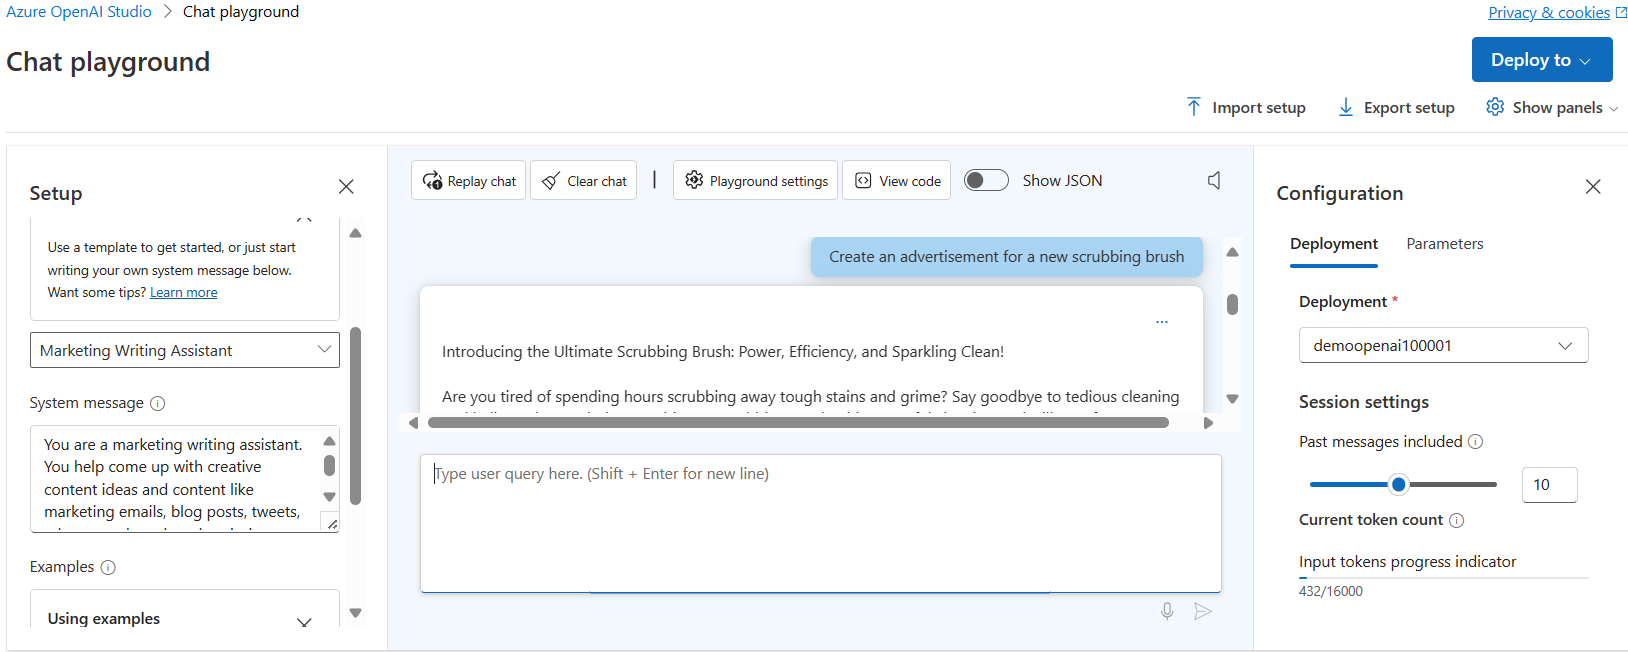 Azure OpenAI Studio > Chat playground
Privacy & cookies
Chat playground
Deploy to
Import setup
Export setup
Show panels
Setup
Use a template to get started, or just start
writing your own system message below.
Want some tips? Learn more
Marketing Writing Assistant
System message
You are a marketing writing assistant.
You help come up with creative
content ideas and content like
marketing emails, blog posts, tweets,
Examples
Using examples
Replay chat
Clear chat
Playground settings
View code
Show JSON
Create an advertisement for a new scrubbing brush
...
Introducing the Ultimate Scrubbing Brush: Power, Efficiency, and Sparkling Clean!
Are you tired of spending hours scrubbing away tough stains and grime? Say goodbye to tedious cleaning
Type user query here. (Shift + Enter for new line)
Configuration
Deployment
Parameters
Deployment *
demoopenai100001
Session settings
Past messages included
10
Current token count
Input tokens progress indicator
432/16000